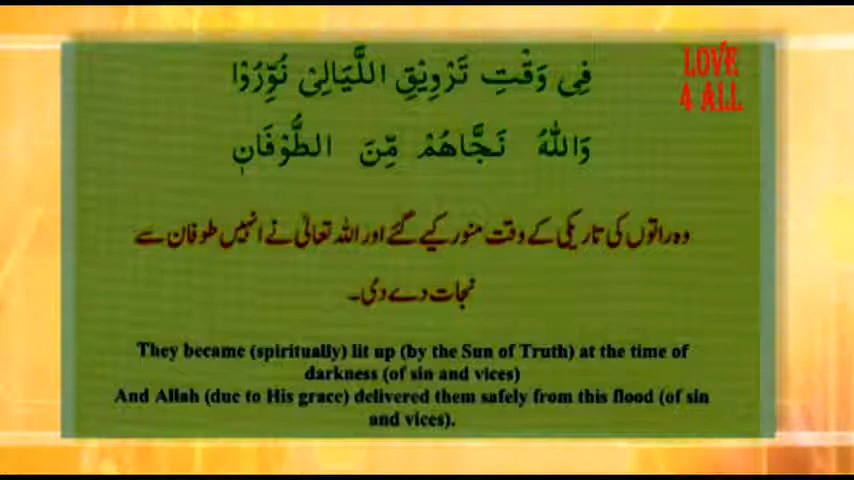 فِي وَقْتِ تَرْوِيْقِ اللَّيَالِيْ نُوِّرُوْا
وَاللّٰهُ نَجَّاهُمْ مِّنَ الطُّوْفَانٖ
LOVE
4 ALL
وہ راتوں کی تاریکی کے وقت منور کیے گئے اور اللہ تعالیٰ نے انہیں طوفان سے
نجات دے دی۔
They became (spiritually) lit up (by the Sun of Truth) at the time of
darkness (of sin and vices)
And Allah (due to His grace) delivered them safely from this flood (of sin
and vices).